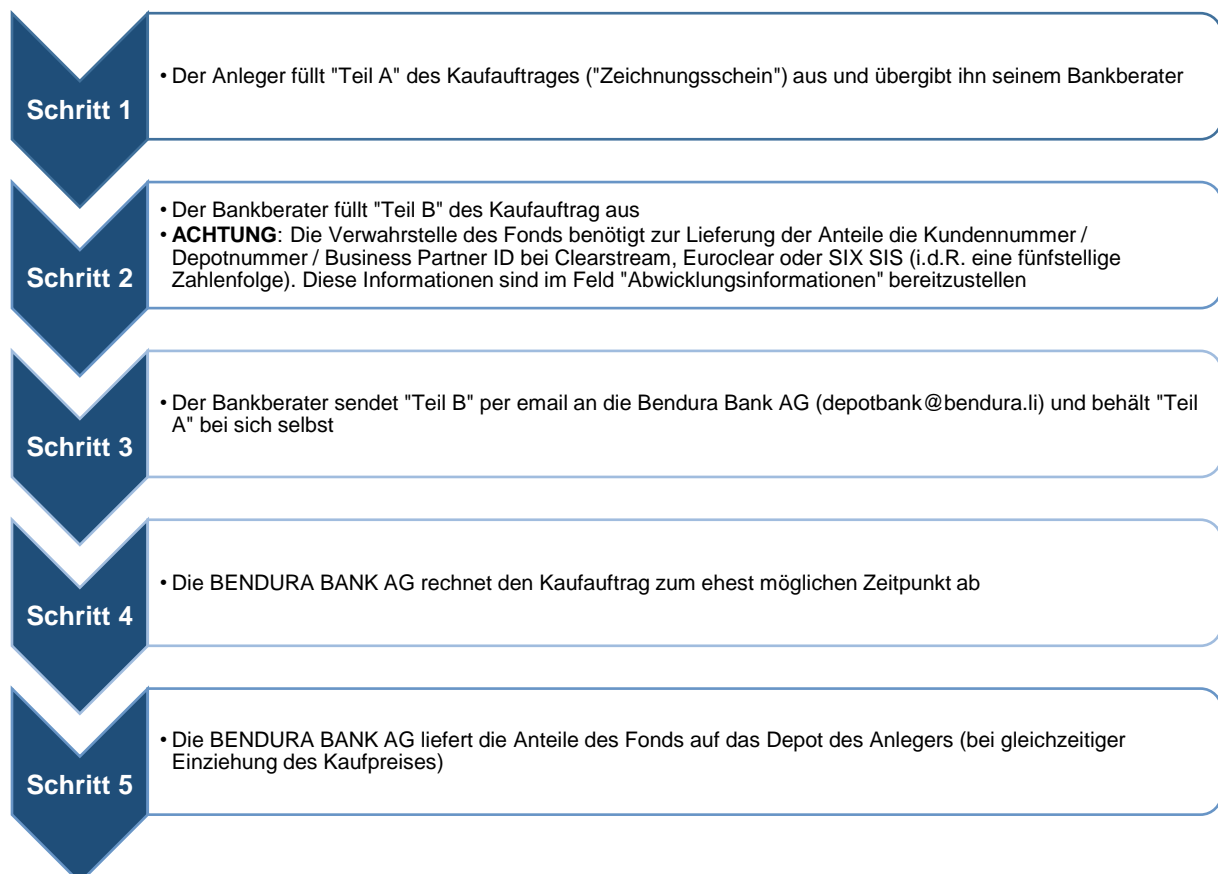 Schritt 1
• Der Anleger füllt "Teil A" des Kaufauftrages ("Zeichnungsschein") aus und übergibt ihn seinem Bankberater
Schritt 2
• Der Bankberater füllt "Teil B" des Kaufauftrag aus
• ACHTUNG: Die Verwahrstelle des Fonds benötigt zur Lieferung der Anteile die Kundennummer /
Depotnummer / Business Partner ID bei Clearstream, Euroclear oder SIX SIS (i.d.R. eine fünfstellige
Zahlenfolge). Diese Informationen sind im Feld "Abwicklungsinformationen" bereitzustellen
Schritt 3
• Der Bankberater sendet "Teil B" per email an die Bendura Bank AG (depotbank@bendura.li) und behält "Teil
A" bei sich selbst
Schritt 4
• Die BENDURA BANK AG rechnet den Kaufauftrag zum ehest möglichen Zeitpunkt ab
Schritt 5
• Die BENDURA BANK AG liefert die Anteile des Fonds auf das Depot des Anlegers (bei gleichzeitiger
Einziehung des Kaufpreises)